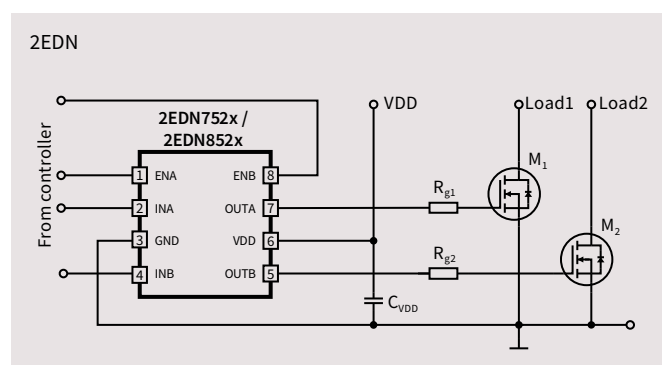 2EDN
VDD
Load1
Load2
2EDN752x /
2EDN852x
From controller
1 ENA
ENB 8
M1
Rg1
2 INA
OUTA 7
3 GND
VDD 6
M2
Rg2
4 INB
OUTB 5
CVDD